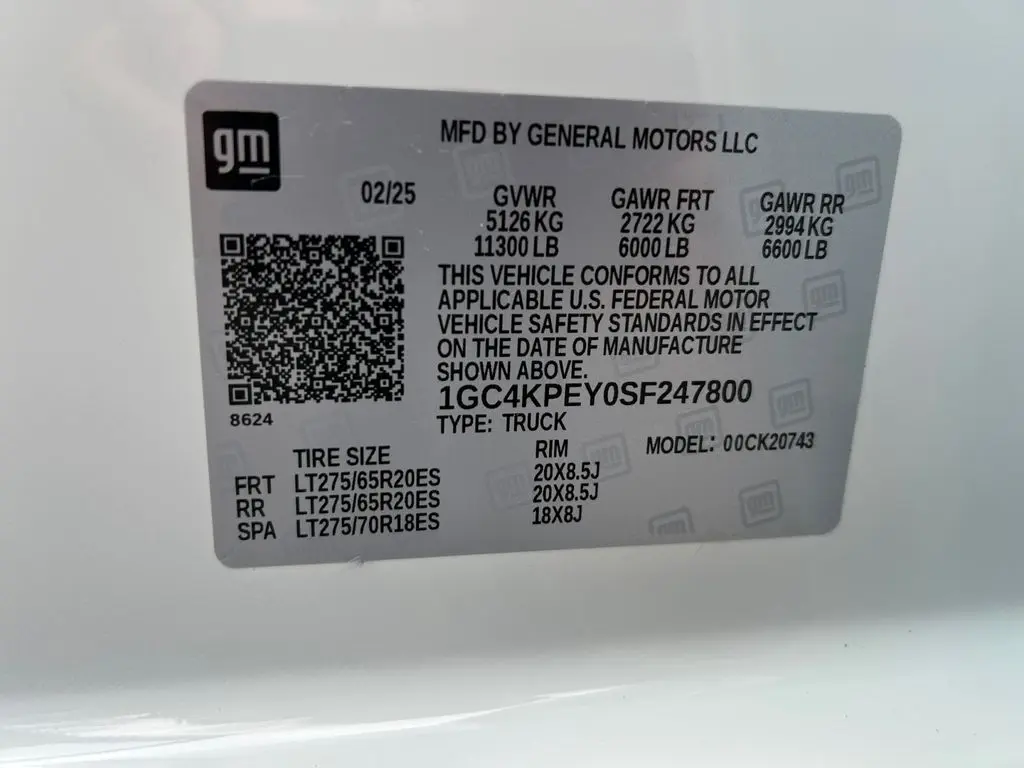 gm
MFD BY GENERAL MOTORS LLC
02/25 GVWR GAWR FRT GAWR RR
5126 KG 2722 KG 2994 KG
11300 LB 6000 LB 6600 LB
THIS VEHICLE CONFORMS TO ALL
APPLICABLE U.S. FEDERAL MOTOR
VEHICLE SAFETY STANDARDS IN EFFECT
ON THE DATE OF MANUFACTURE
SHOWN ABOVE.
1GC4KPEY0SF247800
8624
TYPE: TRUCK
TIRE SIZE RIM MODEL: 00CK20743
FRT LT275/65R20ES 20X8.5J
RR LT275/65R20ES 20X8.5J
SPA LT275/70R18ES 18X8J